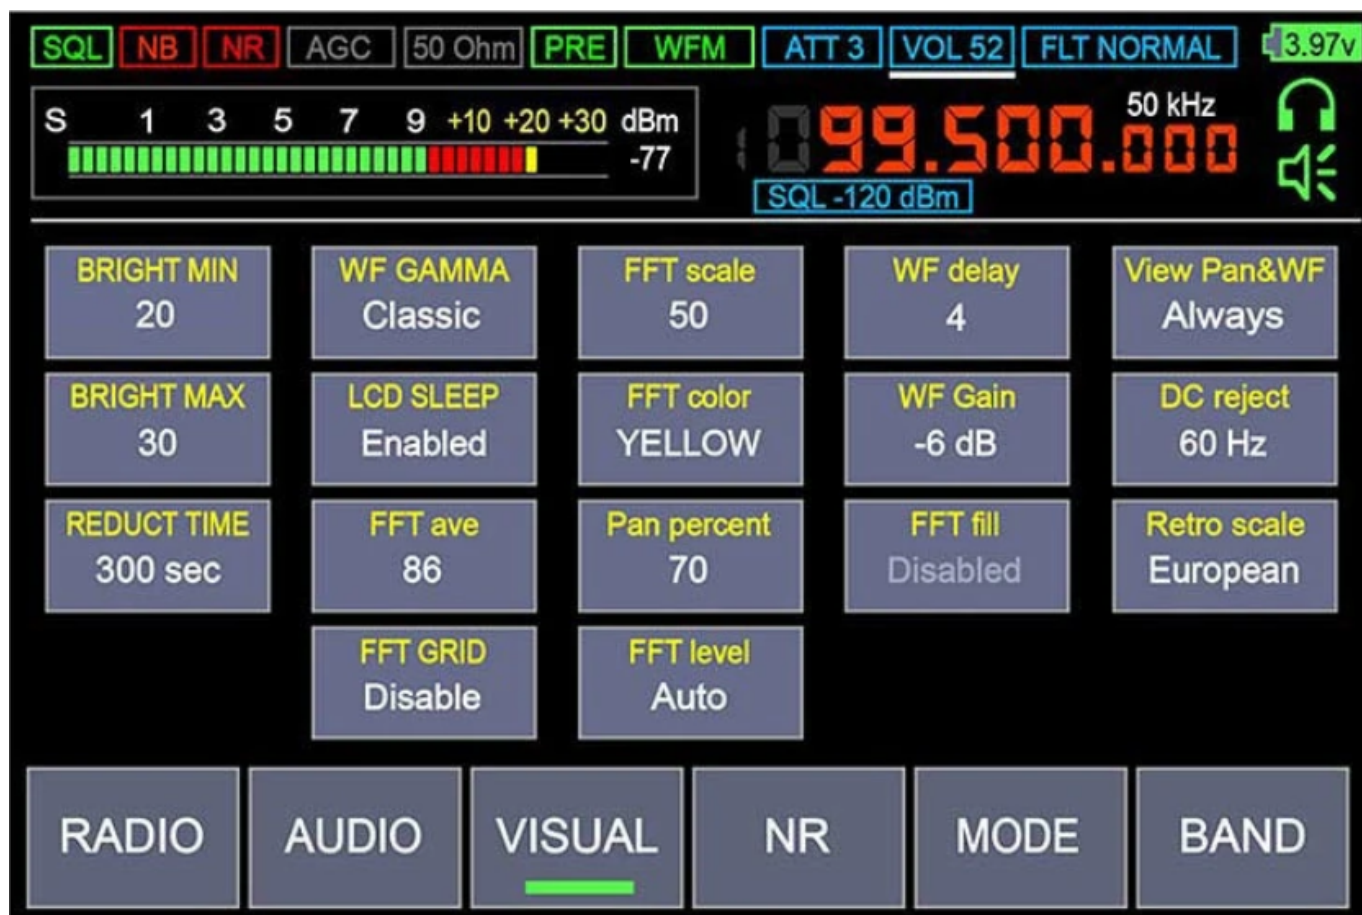 SQL NB NR AGC 50 Ohm PRE WFM ATT 3 VOL 52 FLT NORMAL 3.97v
S 1 3 5 7 9 +10 +20 +30 dBm
-77
99.500.000 50 kHz
SQL -120 dBm
BRIGHT MIN WF GAMMA FFT scale WF delay View Pan&WF
20 Classic 50 4 Always
BRIGHT MAX LCD SLEEP FFT color WF Gain DC reject
30 Enabled YELLOW -6 dB 60 Hz
REDUCT TIME FFT ave Pan percent FFT fill Retro scale
300 sec 86 70 Disabled European
FFT GRID FFT level
Disable Auto
RADIO AUDIO VISUAL NR MODE BAND